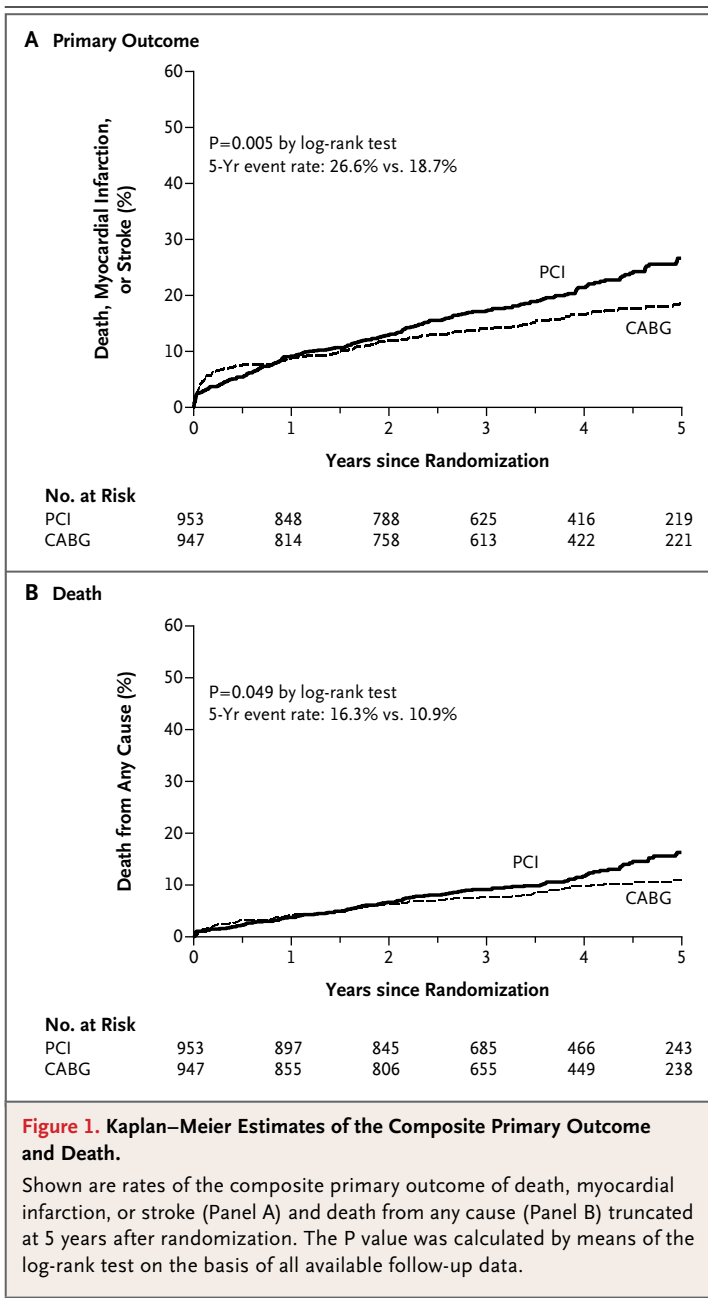 A Primary Outcome
60
50
40
30
20
10
0
Death, Myocardial Infarction,
or Stroke (%)
P=0.005 by log-rank test
5-Yr event rate: 26.6% vs. 18.7%
PCI
CABG
0 1 2 3 4 5
Years since Randomization
No. at Risk
PCI 953 848 788 625 416 219
CABG 947 814 758 613 422 221
B Death
60
50
40
30
20
10
0
Death from Any Cause (%)
P=0.049 by log-rank test
5-Yr event rate: 16.3% vs. 10.9%
PCI
CABG
0 1 2 3 4 5
Years since Randomization
No. at Risk
PCI 953 897 845 685 466 243
CABG 947 855 806 655 449 238
Figure 1. Kaplan–Meier Estimates of the Composite Primary Outcome
and Death.
Shown are rates of the composite primary outcome of death, myocardial
infarction, or stroke (Panel A) and death from any cause (Panel B) truncated
at 5 years after randomization. The P value was calculated by means of the
log-rank test on the basis of all available follow-up data.